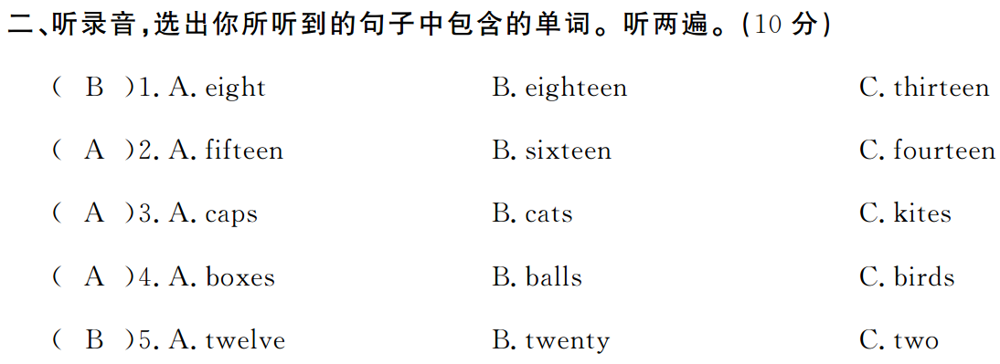 二、听录音,选出你所听到的句子中包含的单词。听两遍。(10 分)
( B )1. A. eight B. eighteen C. thirteen
( A )2. A. fifteen B. sixteen C. fourteen
( A )3. A. caps B. cats C. kites
( A )4. A. boxes B. balls C. birds
( B )5. A. twelve B. twenty C. two